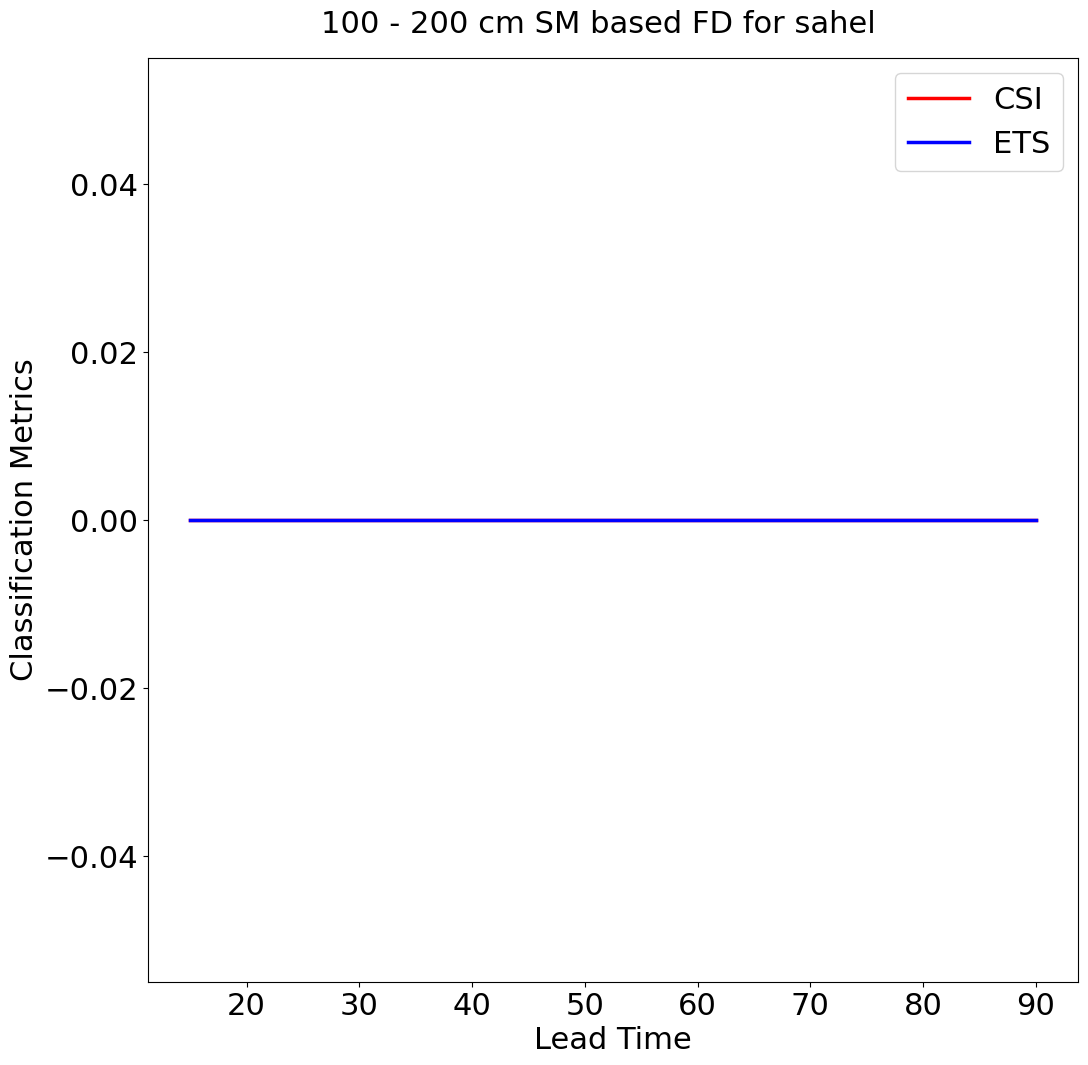 100 - 200 cm SM based FD for sahel
CSI
ETS
Classification Metrics
0.04
0.02
0.00
−0.02
−0.04
20 30 40 50 60 70 80 90
Lead Time